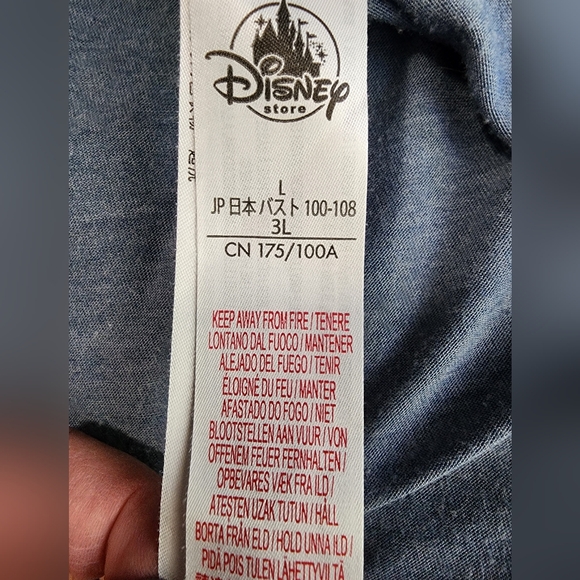 Disney
store
L
JP 日本 バスト 100-108
3L
CN 175/100A
KEEP AWAY FROM FIRE / TENERE
LONTANO DAL FUOCO / MANTENER
ALEJADO DEL FUEGO / TENIR
ÉLOIGNÉ DU FEU / MANTER
AFASTADO DO FOGO / NIET
BLOOTSTELLEN AAN VUUR / VON
OFFENEM FEUER FERNHALTEN /
OPBEVARES VÆK FRA ILD /
ATEŞTEN UZAK TUTUN / HÅLL
BORTA FRÅN ELD / HOLD UNNA ILD /
PIDÄ POIS TULEN LÄHETTYVILTÄ